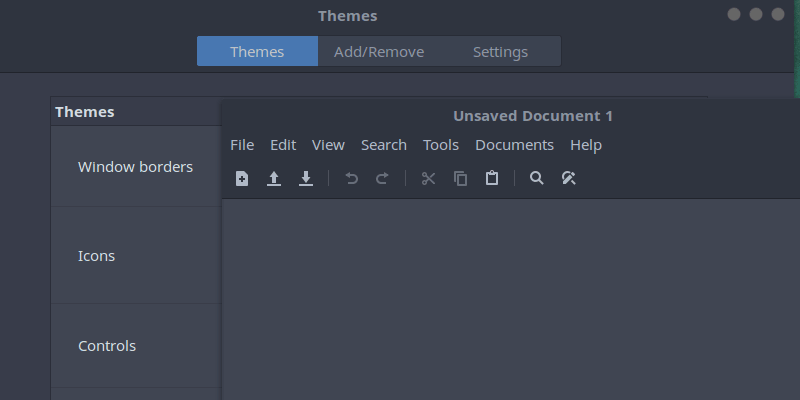 Themes
Themes Add/Remove Settings
Themes
Unsaved Document 1
File Edit View Search Tools Documents Help
Window borders
Icons
Controls